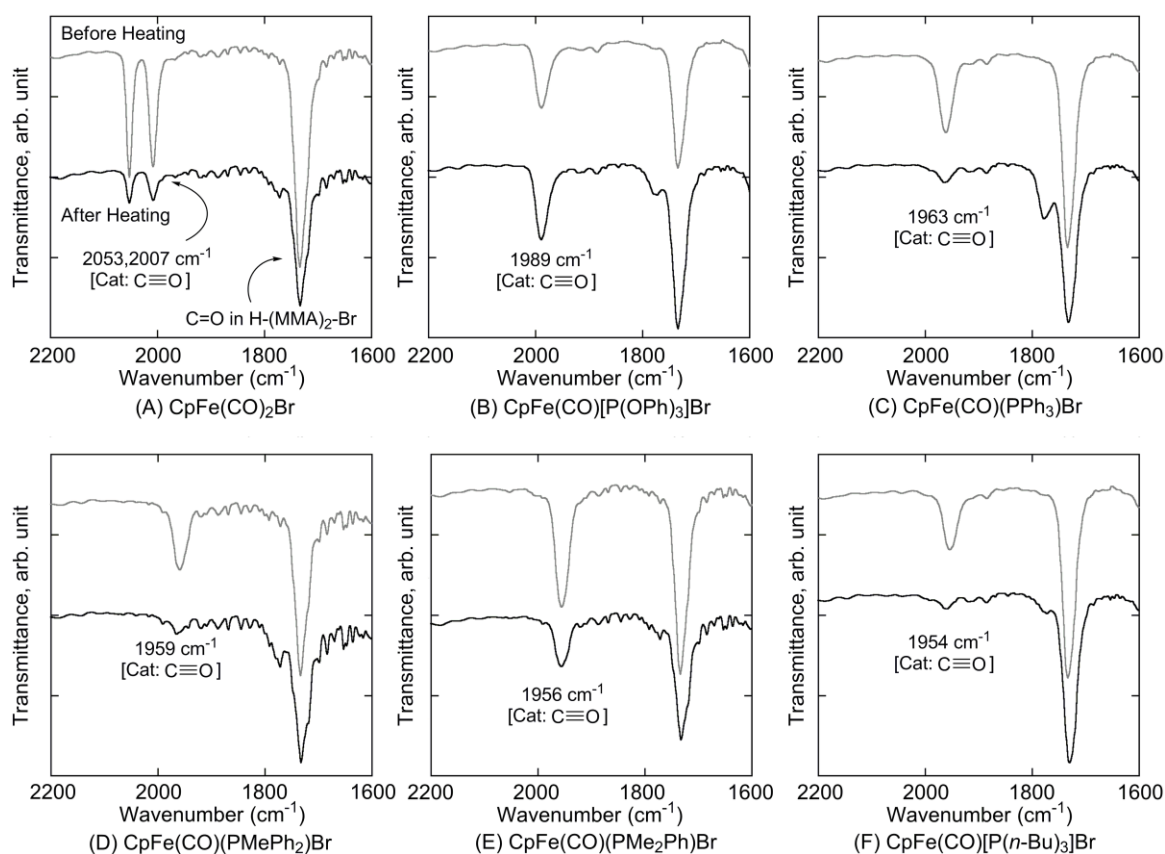 Before Heating
After Heating
2053,2007 cm⁻¹
[Cat: C≡O]
C=O in H-(MMA)₂-Br
Transmittance, arb. unit
2200 2000 1800 1600
Wavenumber (cm⁻¹)
(A) CpFe(CO)₂Br
1989 cm⁻¹
[Cat: C≡O]
Transmittance, arb. unit
2200 2000 1800 1600
Wavenumber (cm⁻¹)
(B) CpFe(CO)[P(OPh)₃]Br
1963 cm⁻¹
[Cat: C≡O]
Transmittance, arb. unit
2200 2000 1800 1600
Wavenumber (cm⁻¹)
(C) CpFe(CO)(PPh₃)Br
1959 cm⁻¹
[Cat: C≡O]
Transmittance, arb. unit
2200 2000 1800 1600
Wavenumber (cm⁻¹)
(D) CpFe(CO)(PMePh₂)Br
1956 cm⁻¹
[Cat: C≡O]
Transmittance, arb. unit
2200 2000 1800 1600
Wavenumber (cm⁻¹)
(E) CpFe(CO)(PMe₂Ph)Br
1954 cm⁻¹
[Cat: C≡O]
Transmittance, arb. unit
2200 2000 1800 1600
Wavenumber (cm⁻¹)
(F) CpFe(CO)[P(n-Bu)₃]Br